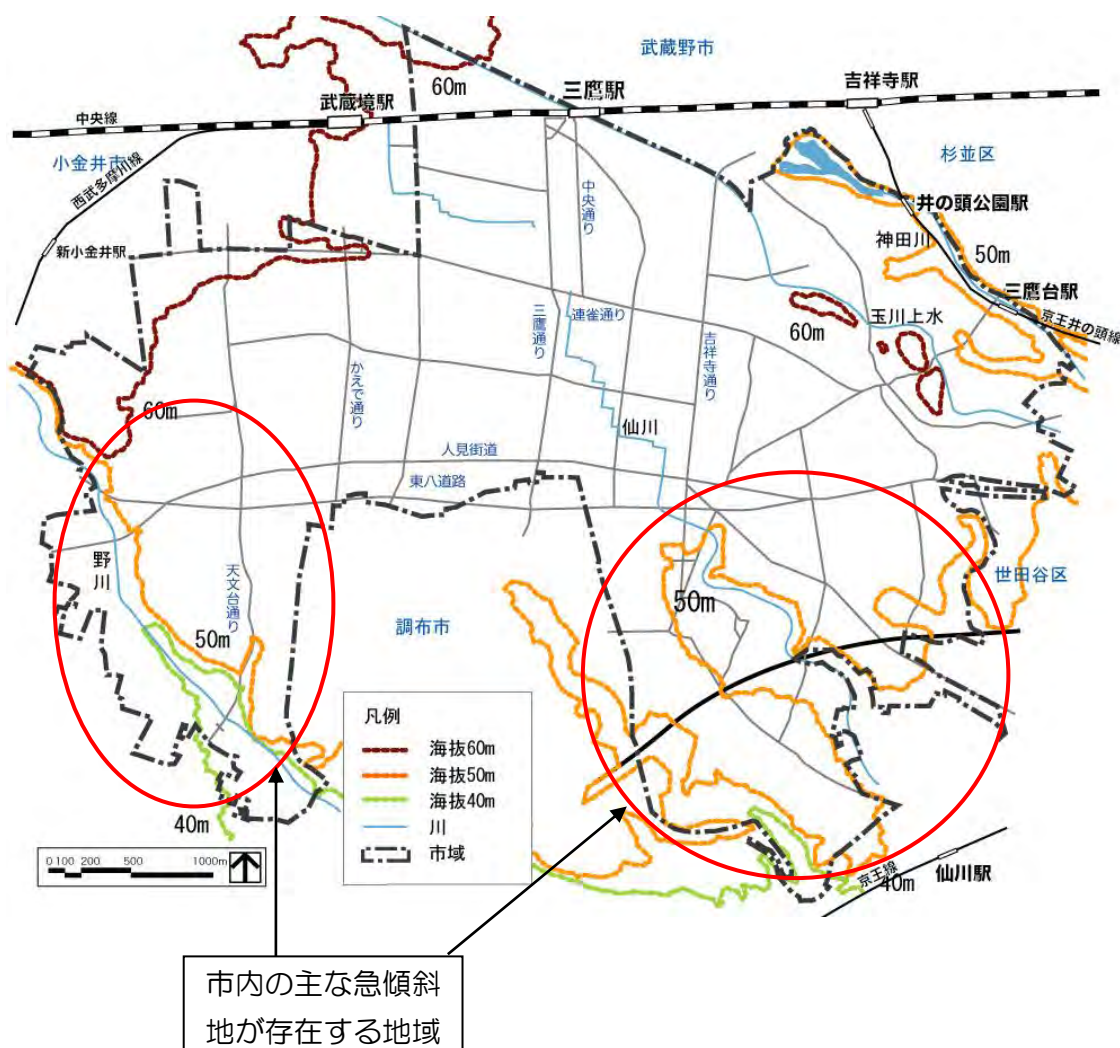 武蔵野市
60m
三鷹駅
吉祥寺駅
武蔵境駅
中央線
小金井市
西武多摩川線
杉並区
中央通り
井の頭公園駅
神田川
50m
新小金井駅
三鷹台駅
京王井の頭線
玉川上水
60m
連雀通り
三鷹通り
吉祥寺通り
かえで通り
60m
仙川
人見街道
東八道路
野川
天文台通り
50m
世田谷区
調布市
50m
凡例
海抜60m
海抜50m
海抜40m
川
市域
40m
0 100 200 500 1000m
京王線
40m
仙川駅
市内の主な急傾斜
地が存在する地域